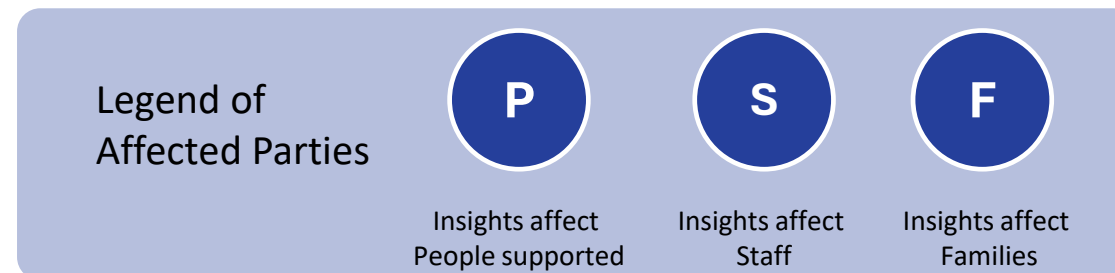 Legend of
Affected Parties
P
S
F
Insights affect
People supported
Insights affect
Staff
Insights affect
Families